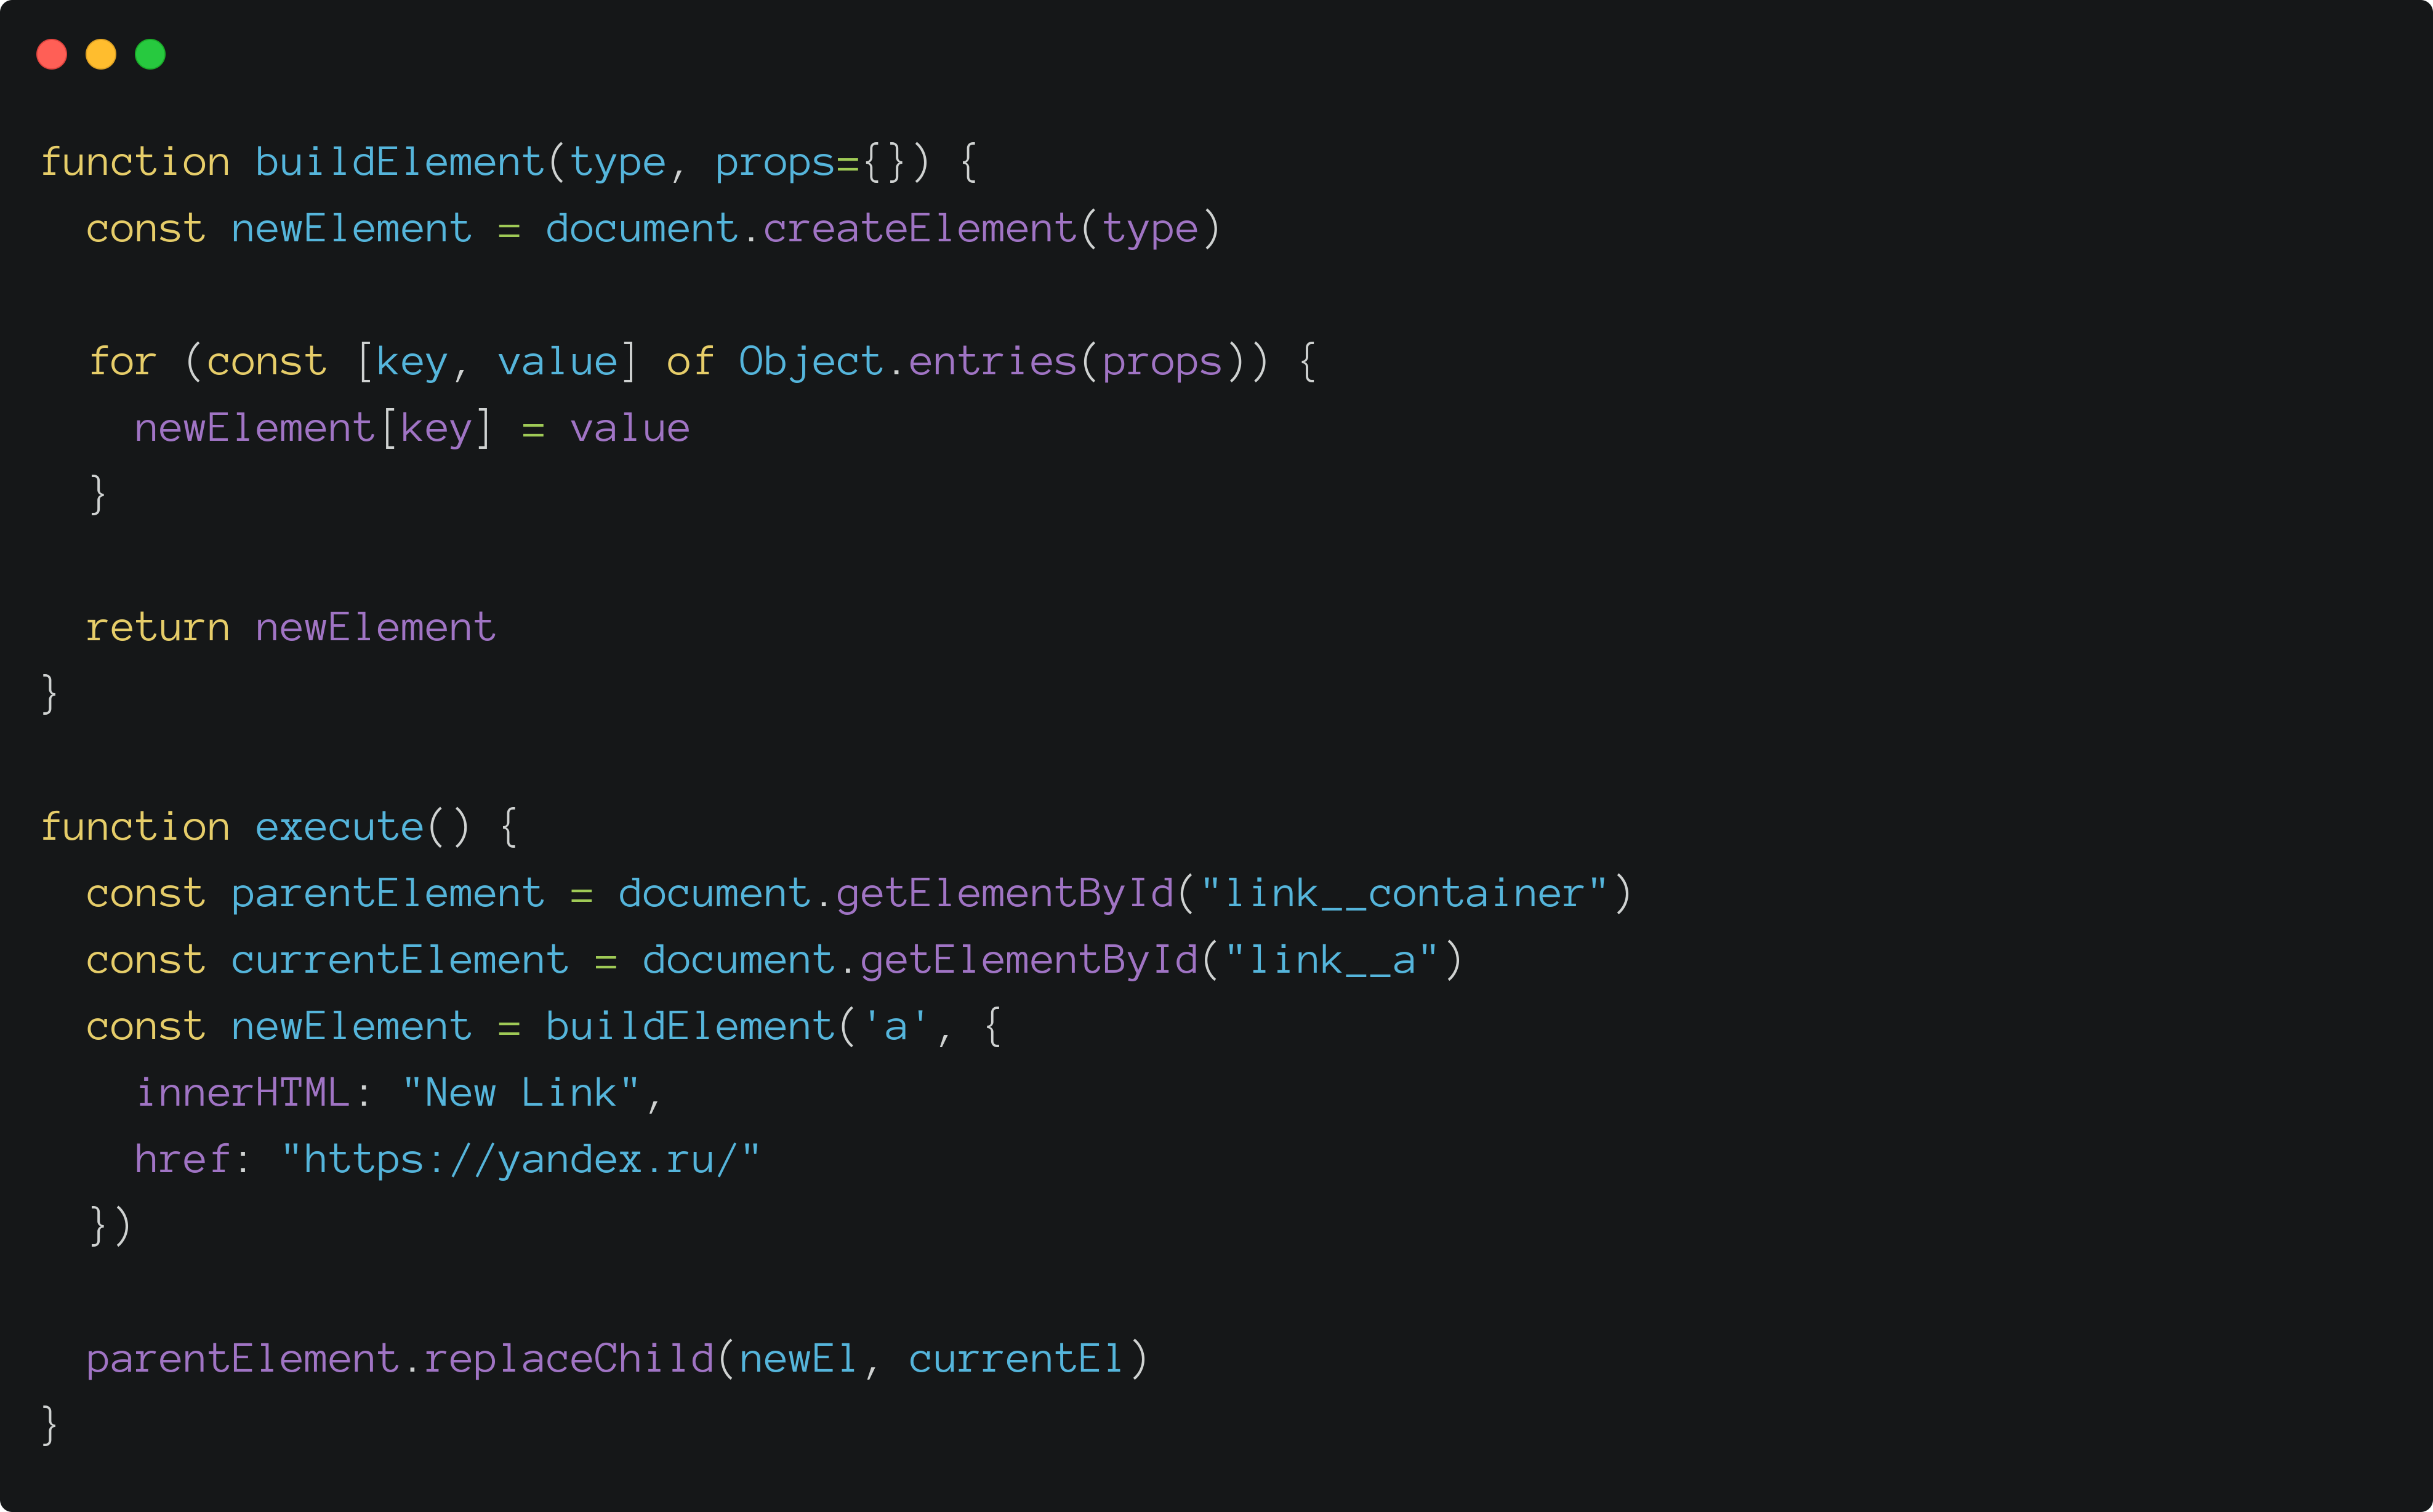 function buildElement(type, props={}) {
  const newElement = document.createElement(type)
  for (const [key, value] of Object.entries(props)) {
    newElement[key] = value
  }
  return newElement
}
function execute() {
  const parentElement = document.getElementById("link__container")
  const currentElement = document.getElementById("link__a")
  const newElement = buildElement('a', {
    innerHTML: "New Link",
    href: "https://yandex.ru/"
  })
  parentElement.replaceChild(newEl, currentEl)
}